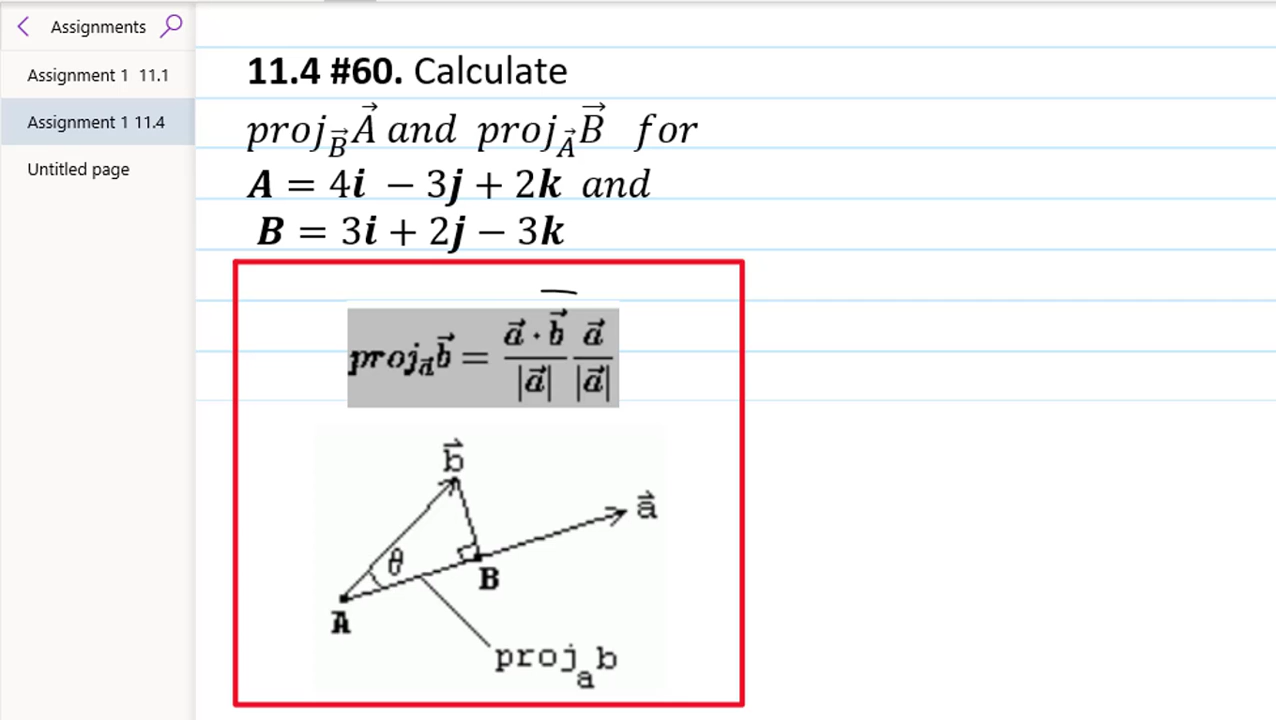 Assignments
Assignment 1 11.1
Assignment 1 11.4
Untitled page
11.4 #60. Calculate
proj_B⃗ A⃗ and proj_A⃗ B⃗ for
A = 4i − 3j + 2k and
B = 3i + 2j − 3k
proj_a⃗ b⃗ = (a⃗ · b⃗)/|a⃗| a⃗/|a⃗|
b⃗
a⃗
θ
B
A
proj_a b